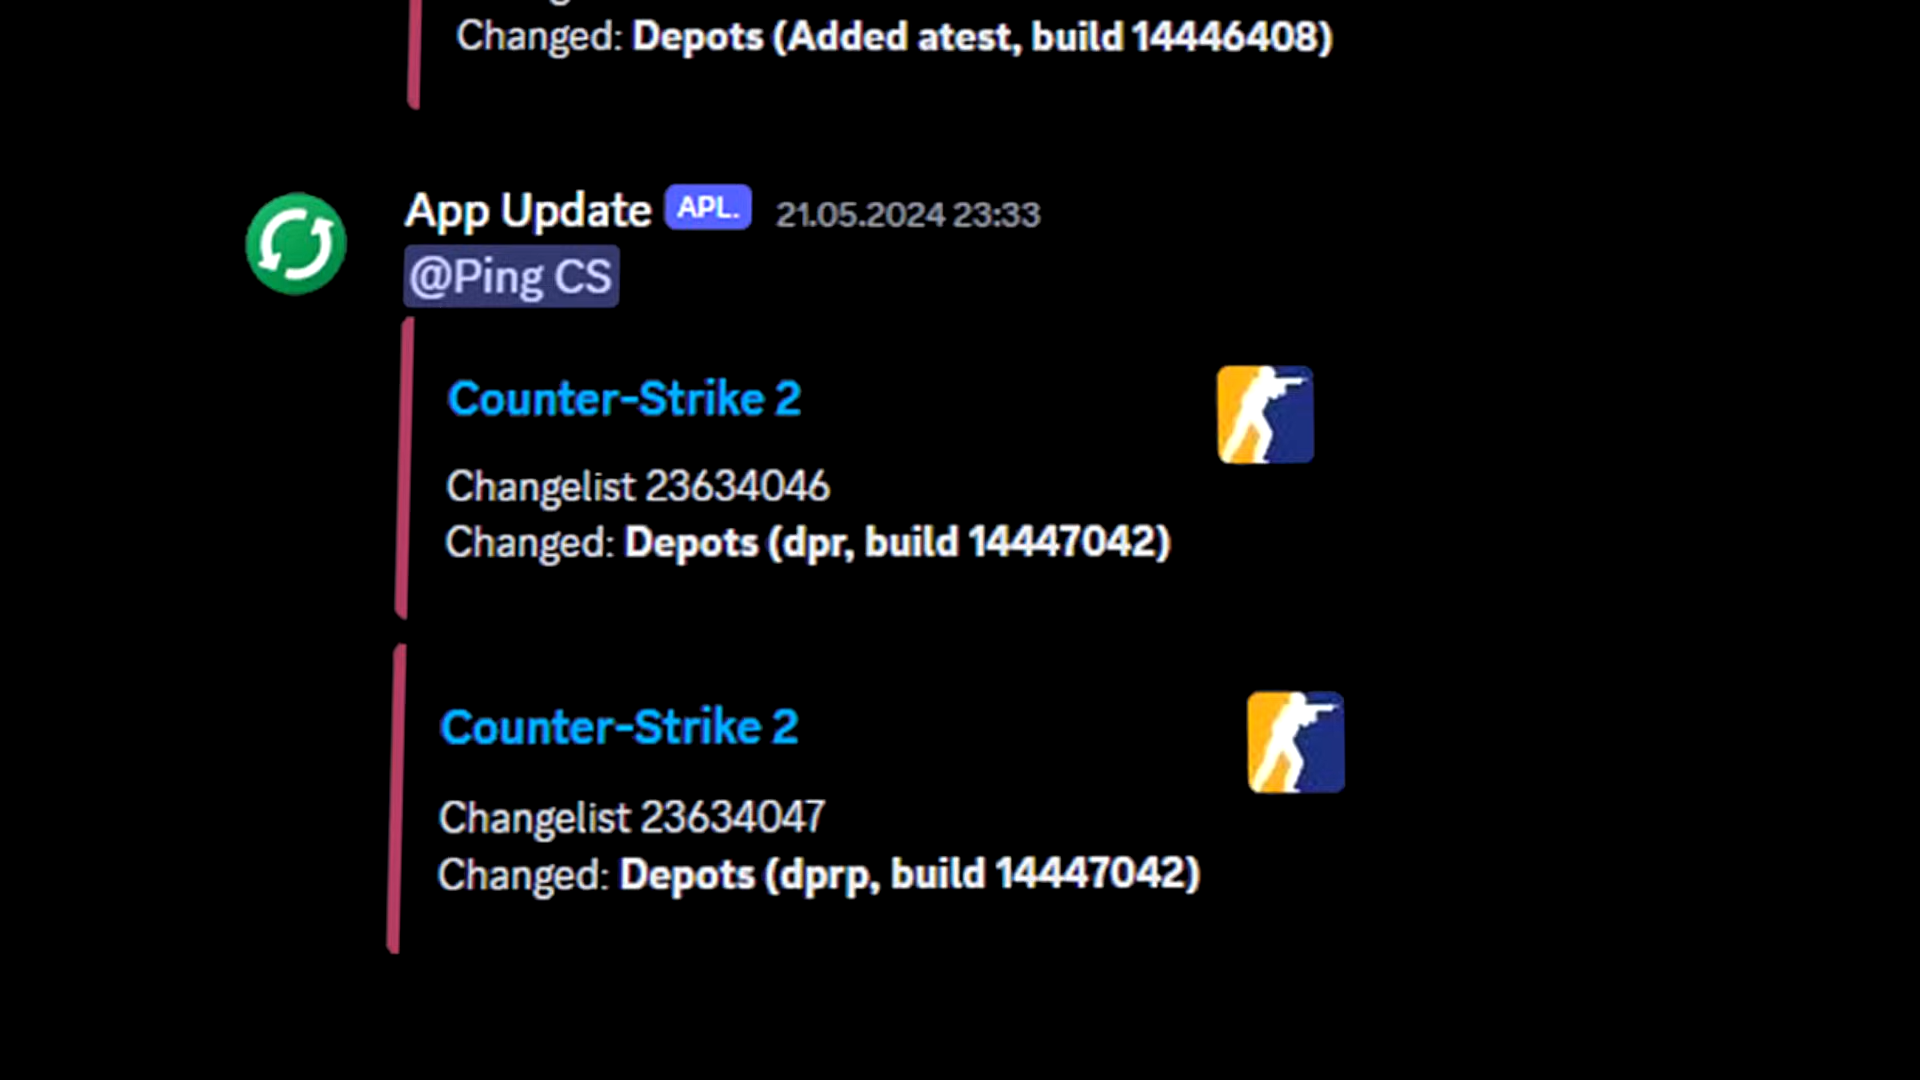 Changed: Depots (Added atest, build 14446408)
App Update APL. 21.05.2024 23:33
@Ping CS
Counter-Strike 2
Changelist 23634046
Changed: Depots (dpr, build 14447042)
Counter-Strike 2
Changelist 23634047
Changed: Depots (dprp, build 14447042)